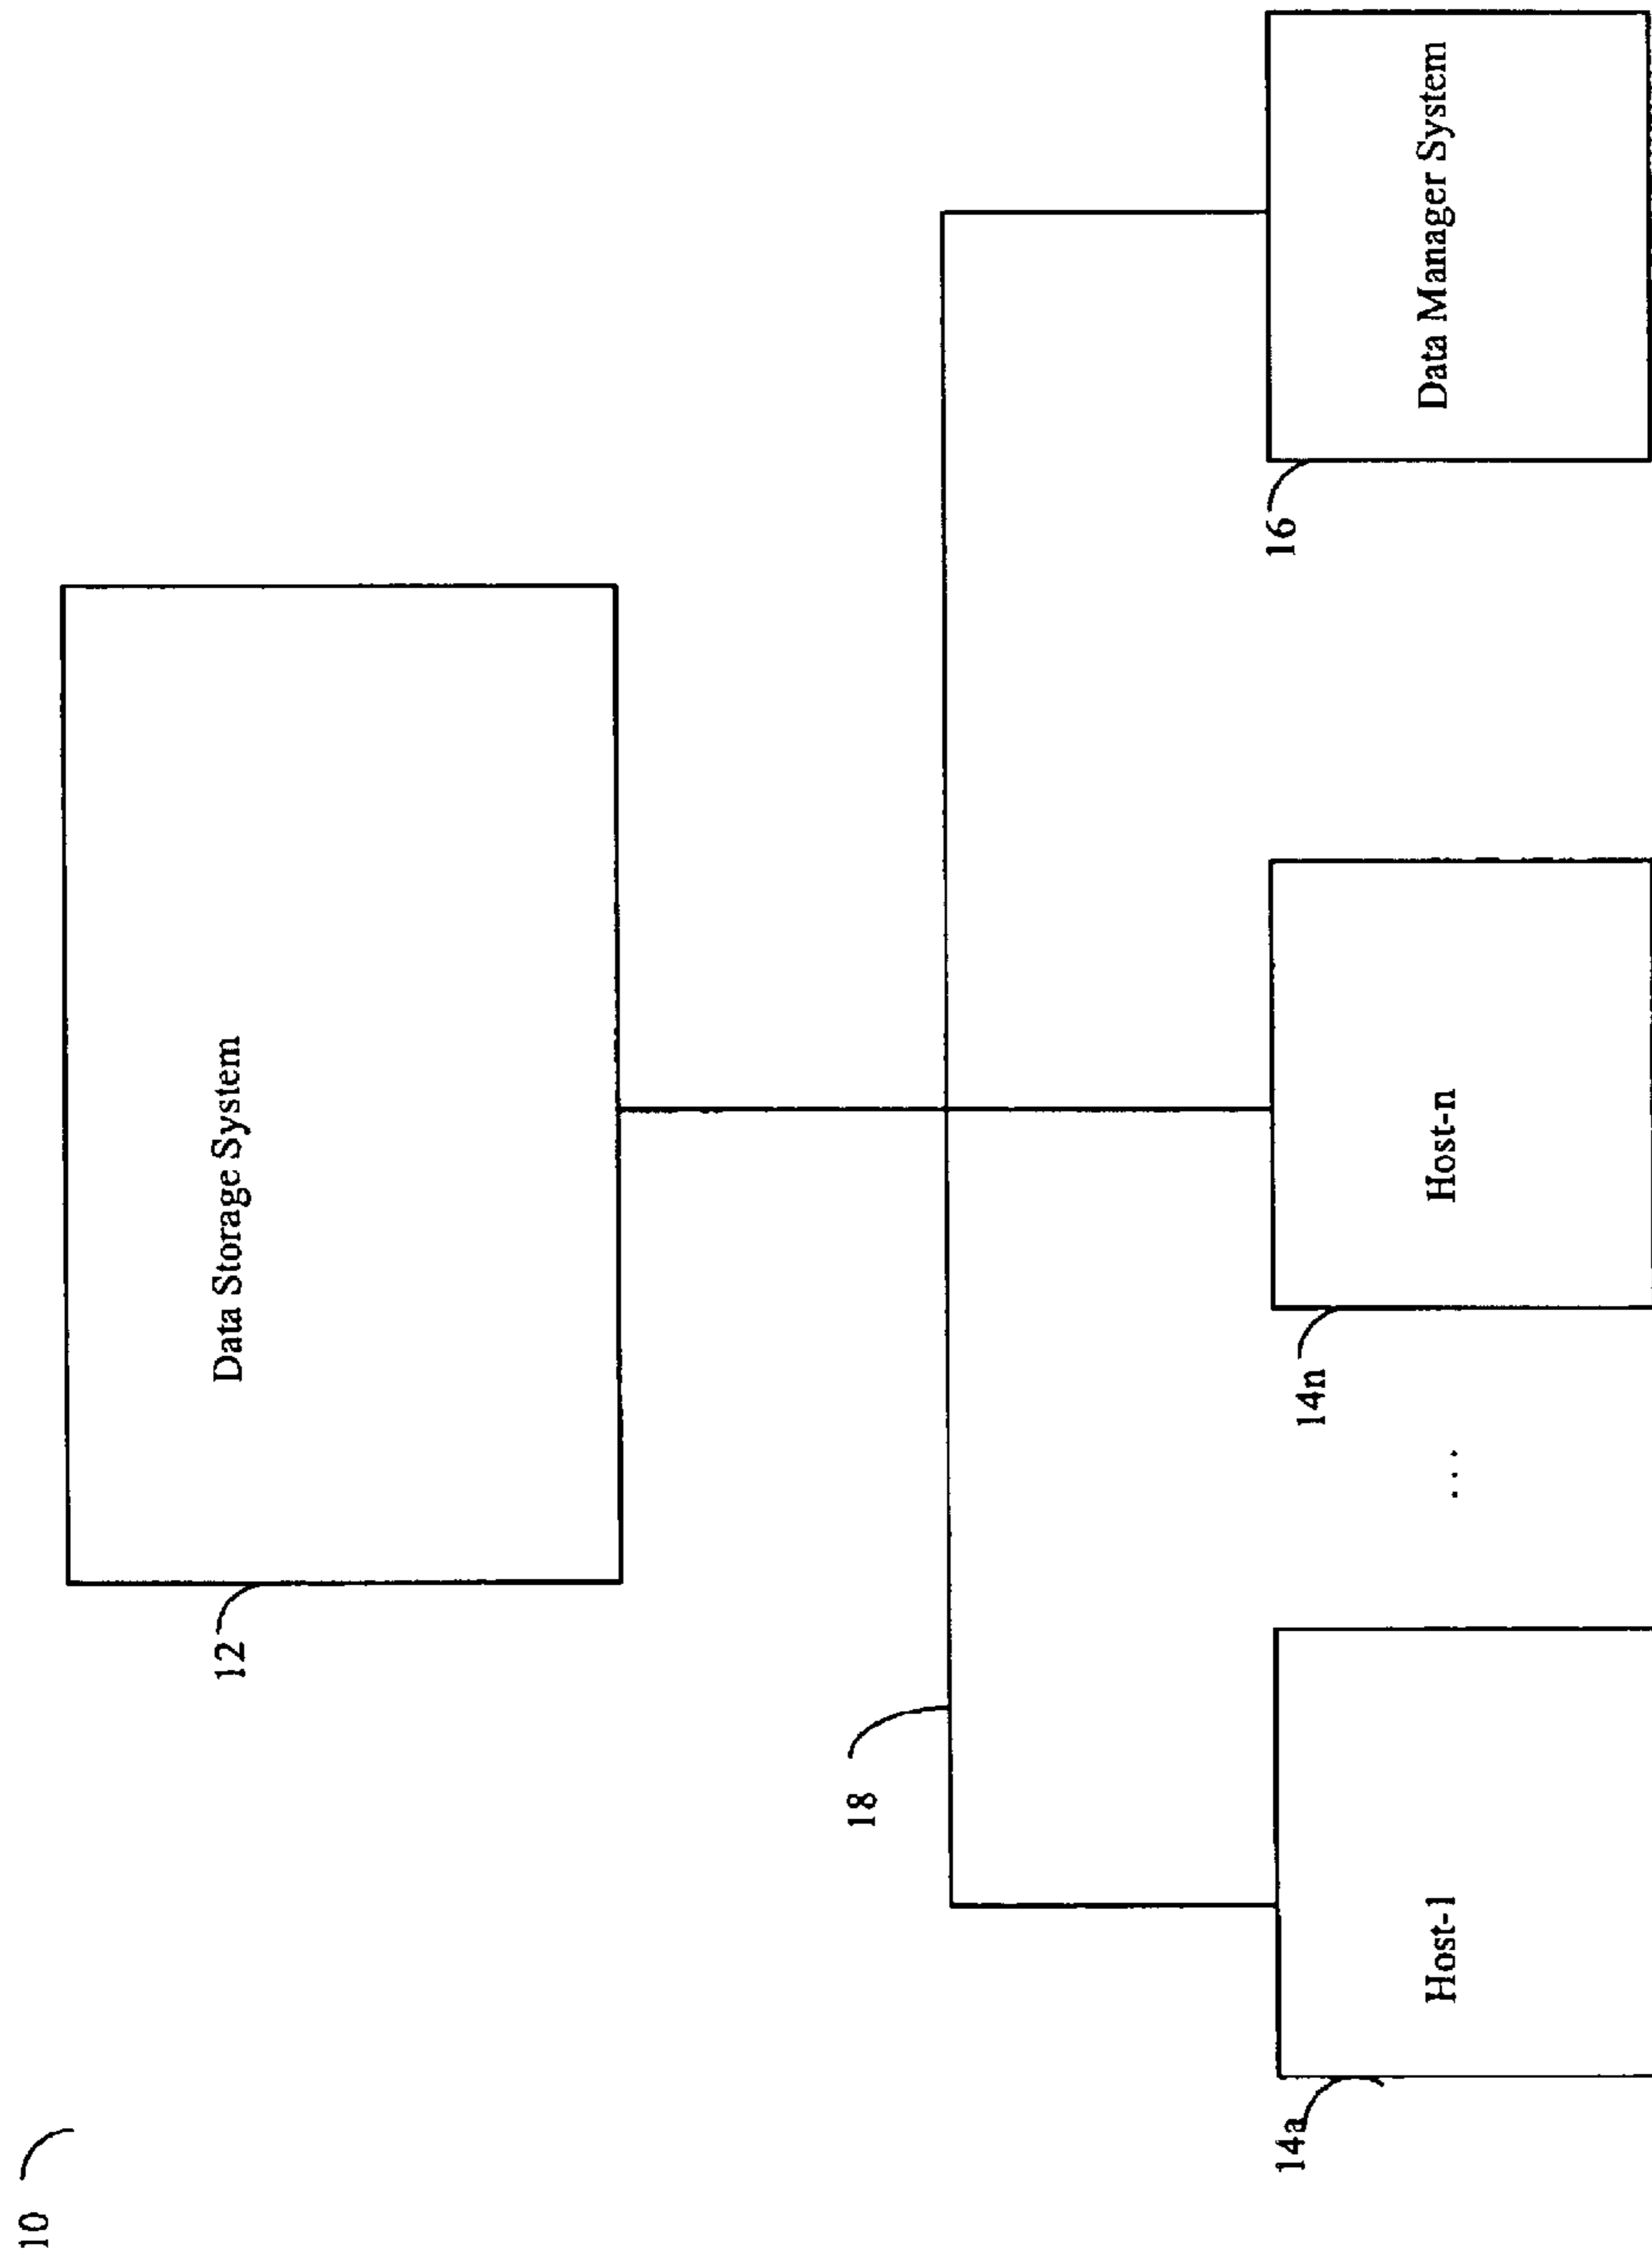 10
12
Data Storage System
18
14a
Host-1
...
14n
Host-n
16
Data Manager System